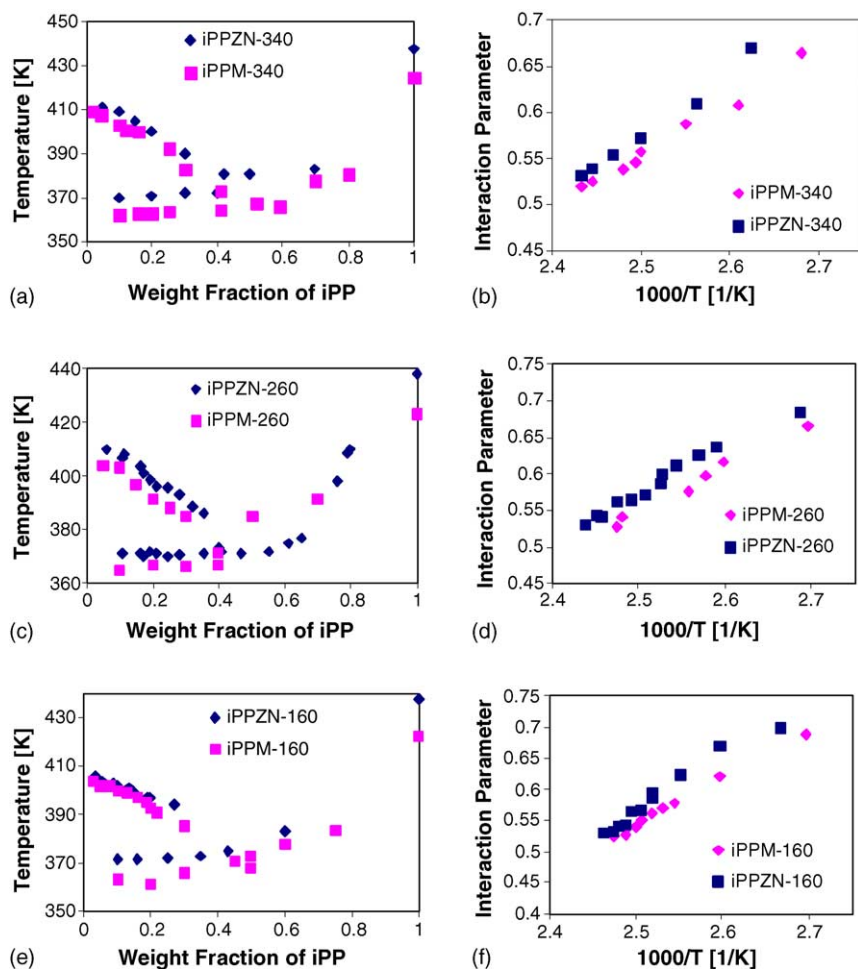 450
430
410
390
370
350
0 0.2 0.4 0.6 0.8 1
Temperature [K]
Weight Fraction of iPP
iPPZN-340
iPPM-340
(a)
0.7
0.65
0.6
0.55
0.5
0.45
2.4 2.5 2.6 2.7
Interaction Parameter
1000/T [1/K]
iPPM-340
iPPZN-340
(b)
440
420
400
380
360
0 0.2 0.4 0.6 0.8 1
Temperature [K]
Weight Fraction of iPP
iPPZN-260
iPPM-260
(c)
0.75
0.7
0.65
0.6
0.55
0.5
0.45
2.4 2.5 2.6 2.7
Interaction Parameter
1000/T [1/K]
iPPM-260
iPPZN-260
(d)
430
410
390
370
350
0 0.2 0.4 0.6 0.8 1
Temperature [K]
Weight Fraction of iPP
iPPZN-160
iPPM-160
(e)
0.75
0.7
0.65
0.6
0.55
0.5
0.45
0.4
2.4 2.5 2.6 2.7
Interaction Parameter
1000/T [1/K]
iPPM-160
iPPZN-160
(f)